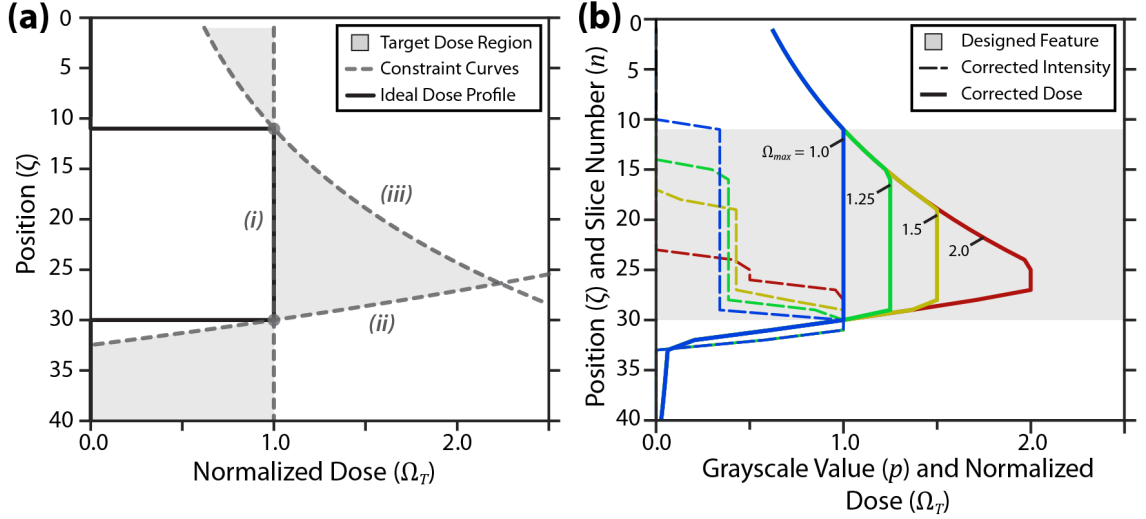 (a)
0
5
10
15
20
25
30
35
40
Position (ζ)
0.0
1.0
2.0
Normalized Dose (Ω_T)
Target Dose Region
Constraint Curves
Ideal Dose Profile
(i)
(iii)
(ii)
(b)
0
5
10
15
20
25
30
35
40
Position (ζ) and Slice Number (n)
0.0
1.0
2.0
Grayscale Value (p) and Normalized
Dose (Ω_T)
Designed Feature
Corrected Intensity
Corrected Dose
Ω_max = 1.0
1.25
1.5
2.0